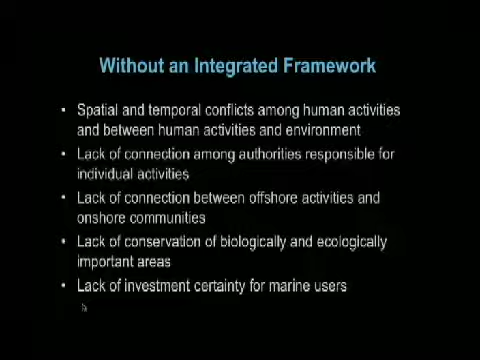 Without an Integrated Framework
• Spatial and temporal conflicts among human activities
and between human activities and environment
• Lack of connection among authorities responsible for
individual activities
• Lack of connection between offshore activities and
onshore communities
• Lack of conservation of biologically and ecologically
important areas
• Lack of investment certainty for marine users